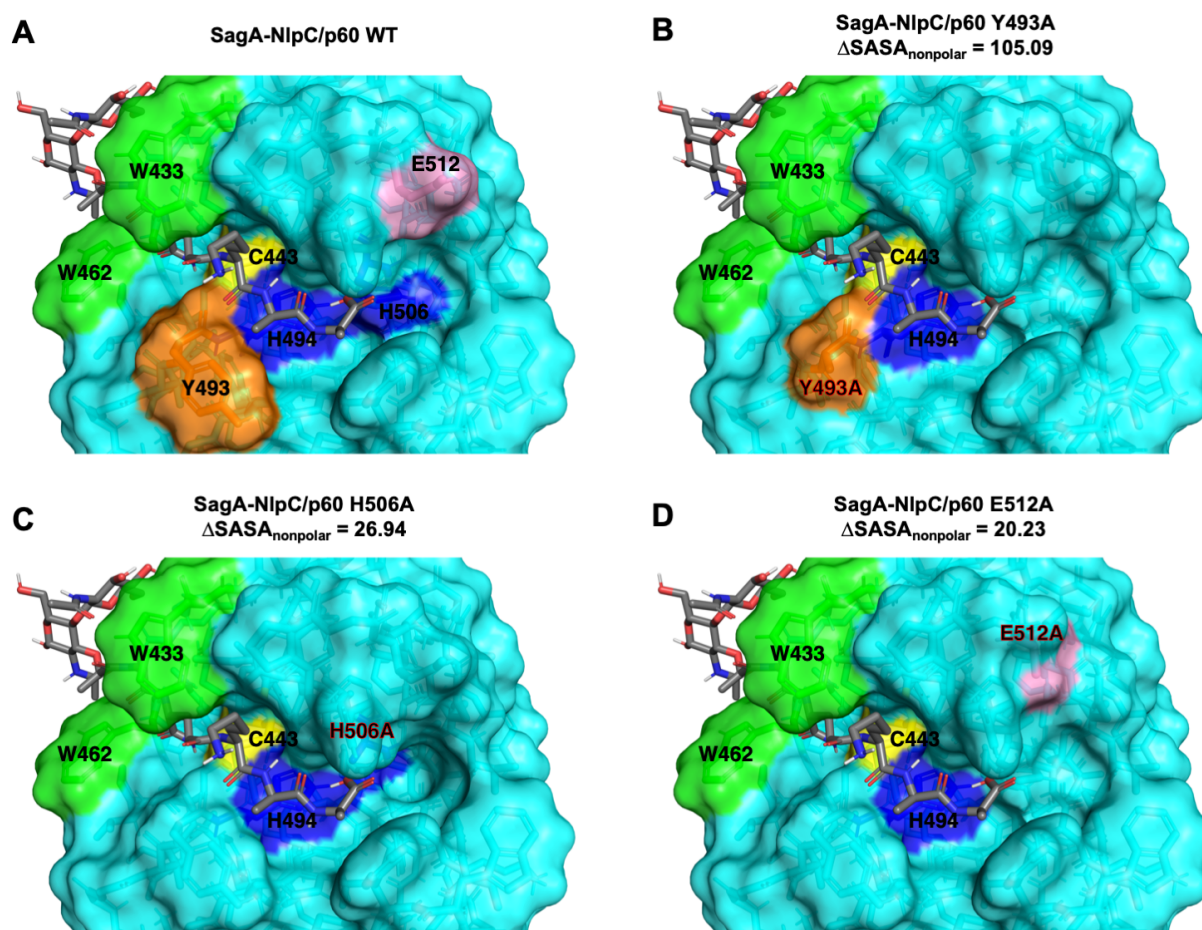 A
SagA-NlpC/p60 WT
W433
E512
W462
C443
H506
H494
Y493
B
SagA-NlpC/p60 Y493A
ΔSASAnonpolar = 105.09
W433
W462
C443
H494
Y493A
C
SagA-NlpC/p60 H506A
ΔSASAnonpolar = 26.94
W433
H506A
W462
C443
H494
D
SagA-NlpC/p60 E512A
ΔSASAnonpolar = 20.23
E512A
W433
W462
C443
H494